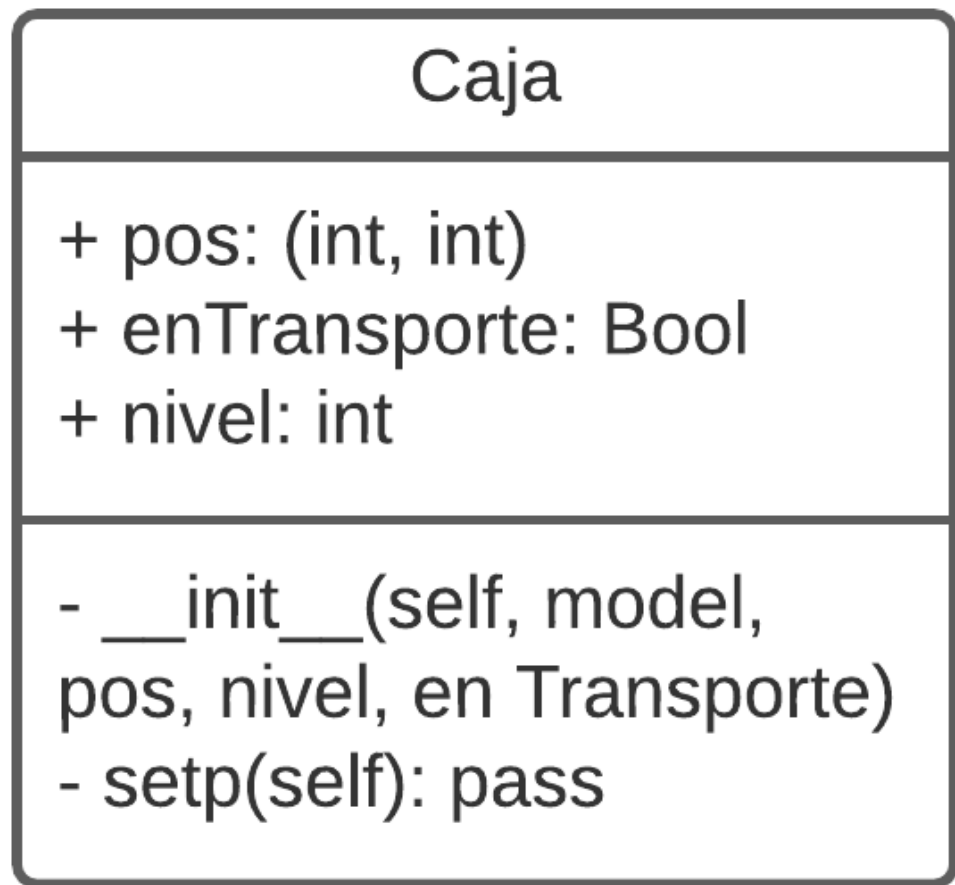 Caja
+ pos: (int, int)
+ enTransporte: Bool
+ nivel: int
- __init__(self, model,
pos, nivel, en Transporte)
- setp(self): pass